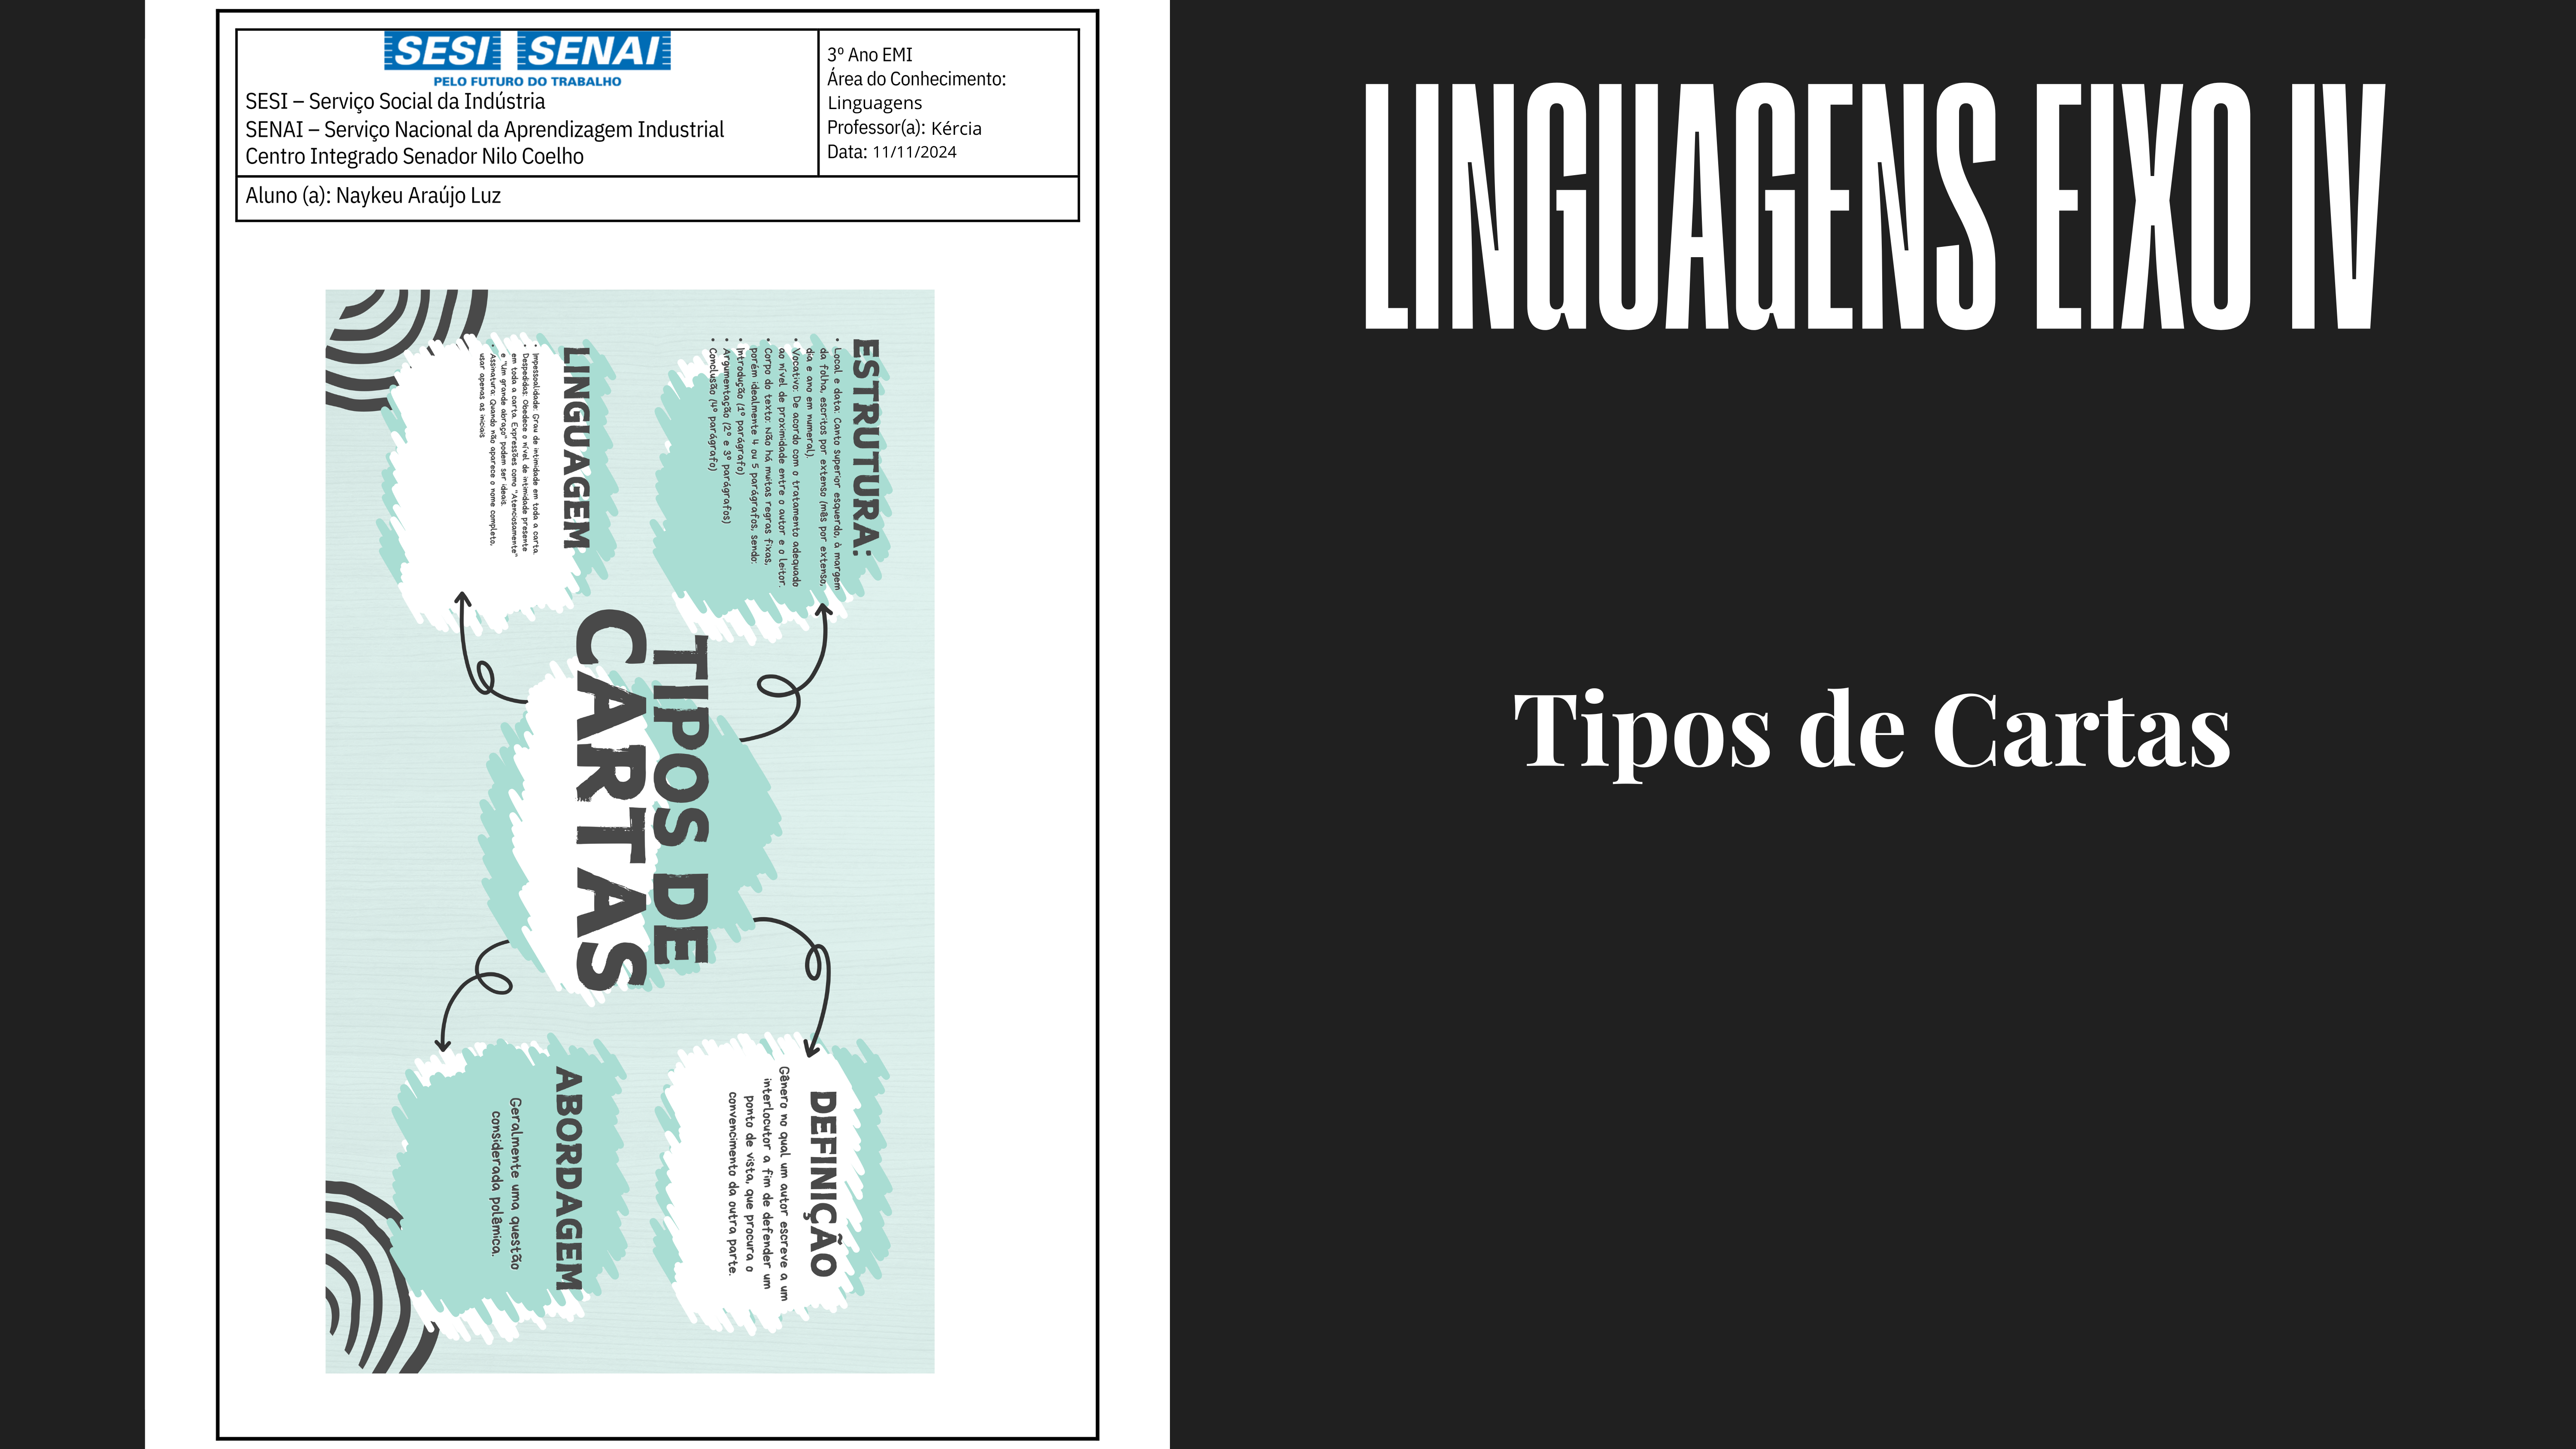 SESI SENAI
PELO FUTURO DO TRABALHO
SESI – Serviço Social da Indústria
SENAI – Serviço Nacional da Aprendizagem Industrial
Centro Integrado Senador Nilo Coelho
3º Ano EMI
Área do Conhecimento:
Linguagens
Professor(a): Kércia
Data: 11/11/2024
Aluno (a): Naykeu Araújo Luz
ESTRUTURA:
• Local e data: Canto superior esquerdo, à margem
da folha, escritos por extenso (mês por extenso,
dia e ano em numeral).
• Vocativo: De acordo com o tratamento adequado
ao nível de proximidade entre o autor e o leitor.
• Corpo do texto: Não há muitas regras fixas,
porém idealmente 4 ou 5 parágrafos, sendo:
• Introdução (1º parágrafo)
• Argumentação (2º e 3º parágrafos)
• Conclusão (4º parágrafo)
DEFINIÇÃO
Gênero no qual um autor escreve a um
interlocutor a fim de defender um
ponto de vista, que procura o
convencimento da outra parte.
TIPOS DE
CARTAS
LINGUAGEM
• Impessoalidade: Grau de intimidade em toda a carta.
• Despedidas: Obedece o nível de intimidade presente
em toda a carta. Expressões como "Atenciosamente"
e "Um grande abraço" podem ser ideais.
• Assinatura: Quando não aparece o nome completo,
usar apenas as iniciais
ABORDAGEM
Geralmente uma questão
considerada polêmica.
LINGUAGENS EIXO IV
Tipos de Cartas